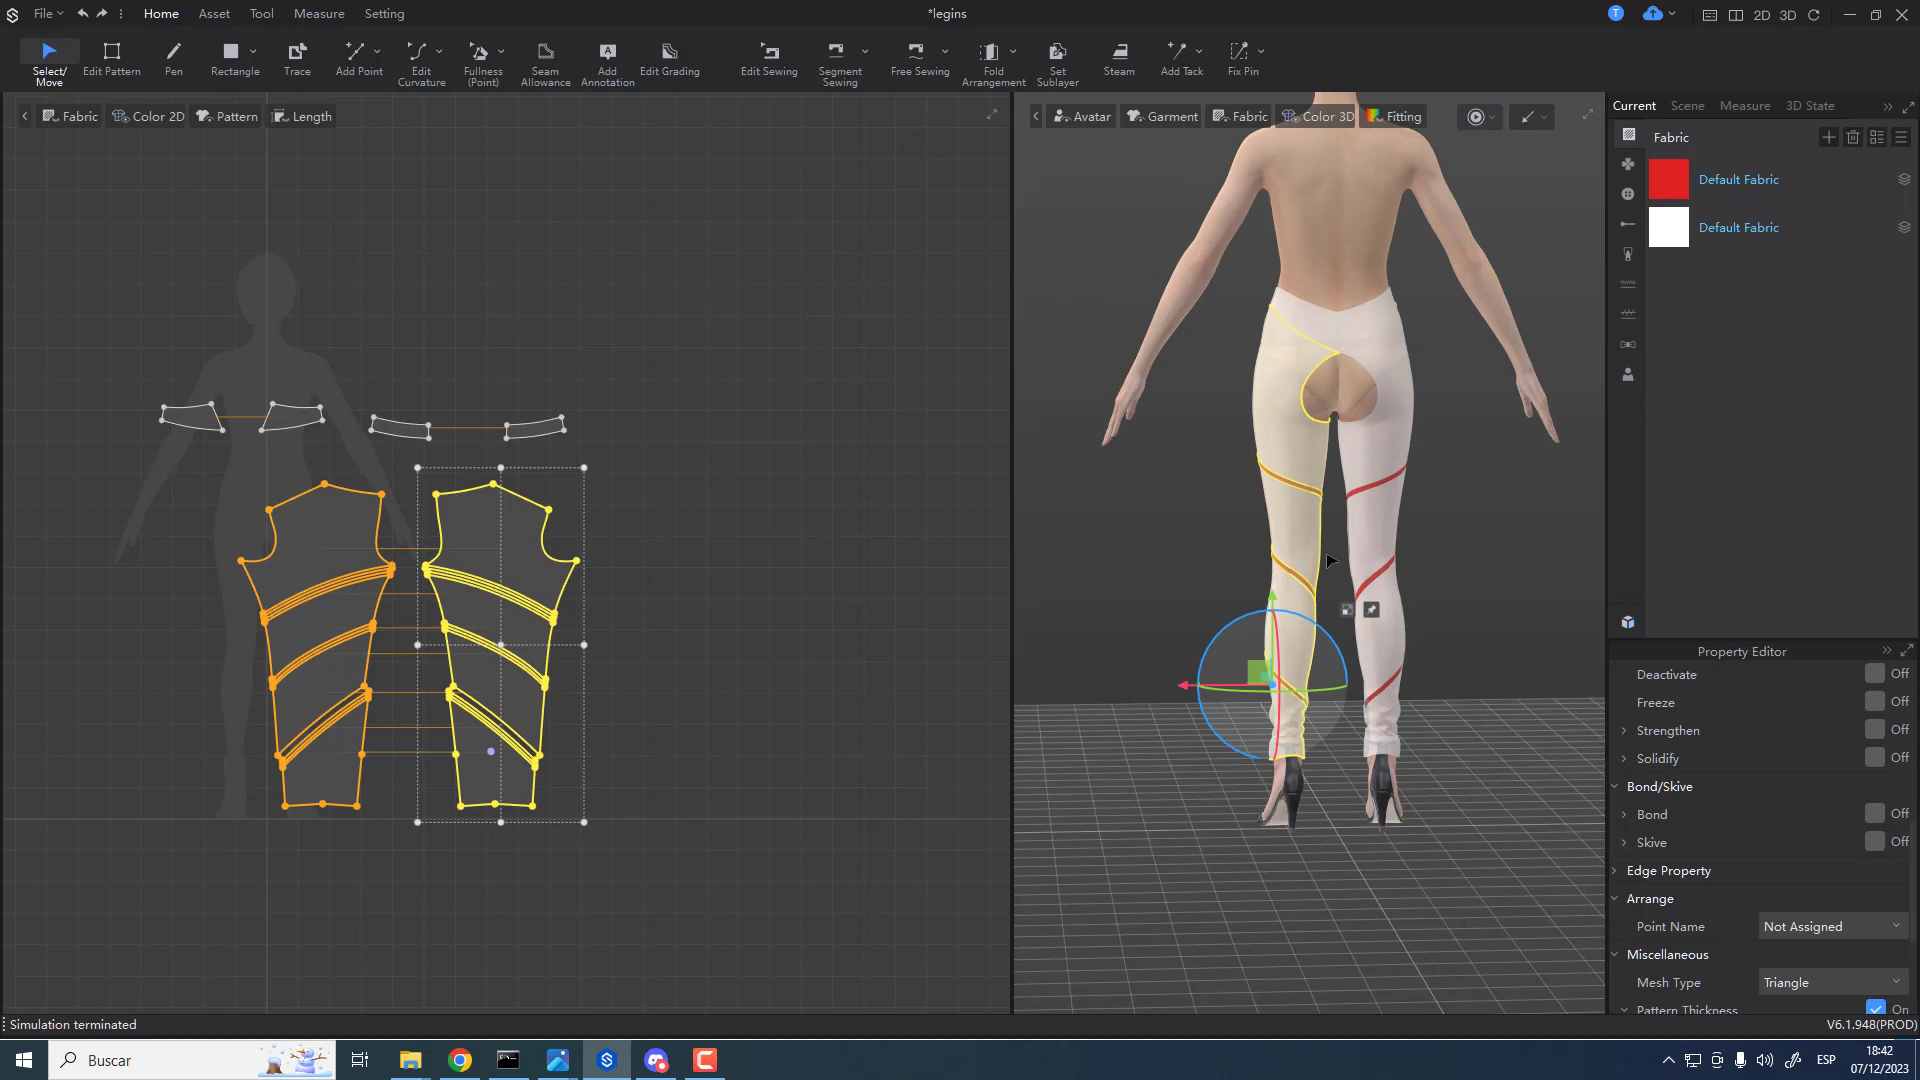 File
Home
Asset
Tool
Measure
Setting
*legins
T
2D
3D
Select/
Move
Edit Pattern
Pen
Rectangle
Trace
Add Point
Edit
Curvature
Fullness
(Point)
Seam
Allowance
Add
Annotation
Edit Grading
Edit Sewing
Segment
Sewing
Free Sewing
Fold
Arrangement
Set
Sublayer
Steam
Add Tack
Fix Pin
Fabric
Color 2D
Pattern
Length
Avatar
Garment
Fabric
Color 3D
Fitting
Current
Scene
Measure
3D State
Fabric
Default Fabric
Default Fabric
Property Editor
Deactivate Off
Freeze Off
Strengthen Off
Solidify Off
Bond/Skive
Bond Off
Skive Off
Edge Property
Arrange
Point Name Not Assigned
Miscellaneous
Mesh Type Triangle
Pattern Thickness On
Simulation terminated
V6.1.948(PROD)
Buscar
ESP
18:42
07/12/2023